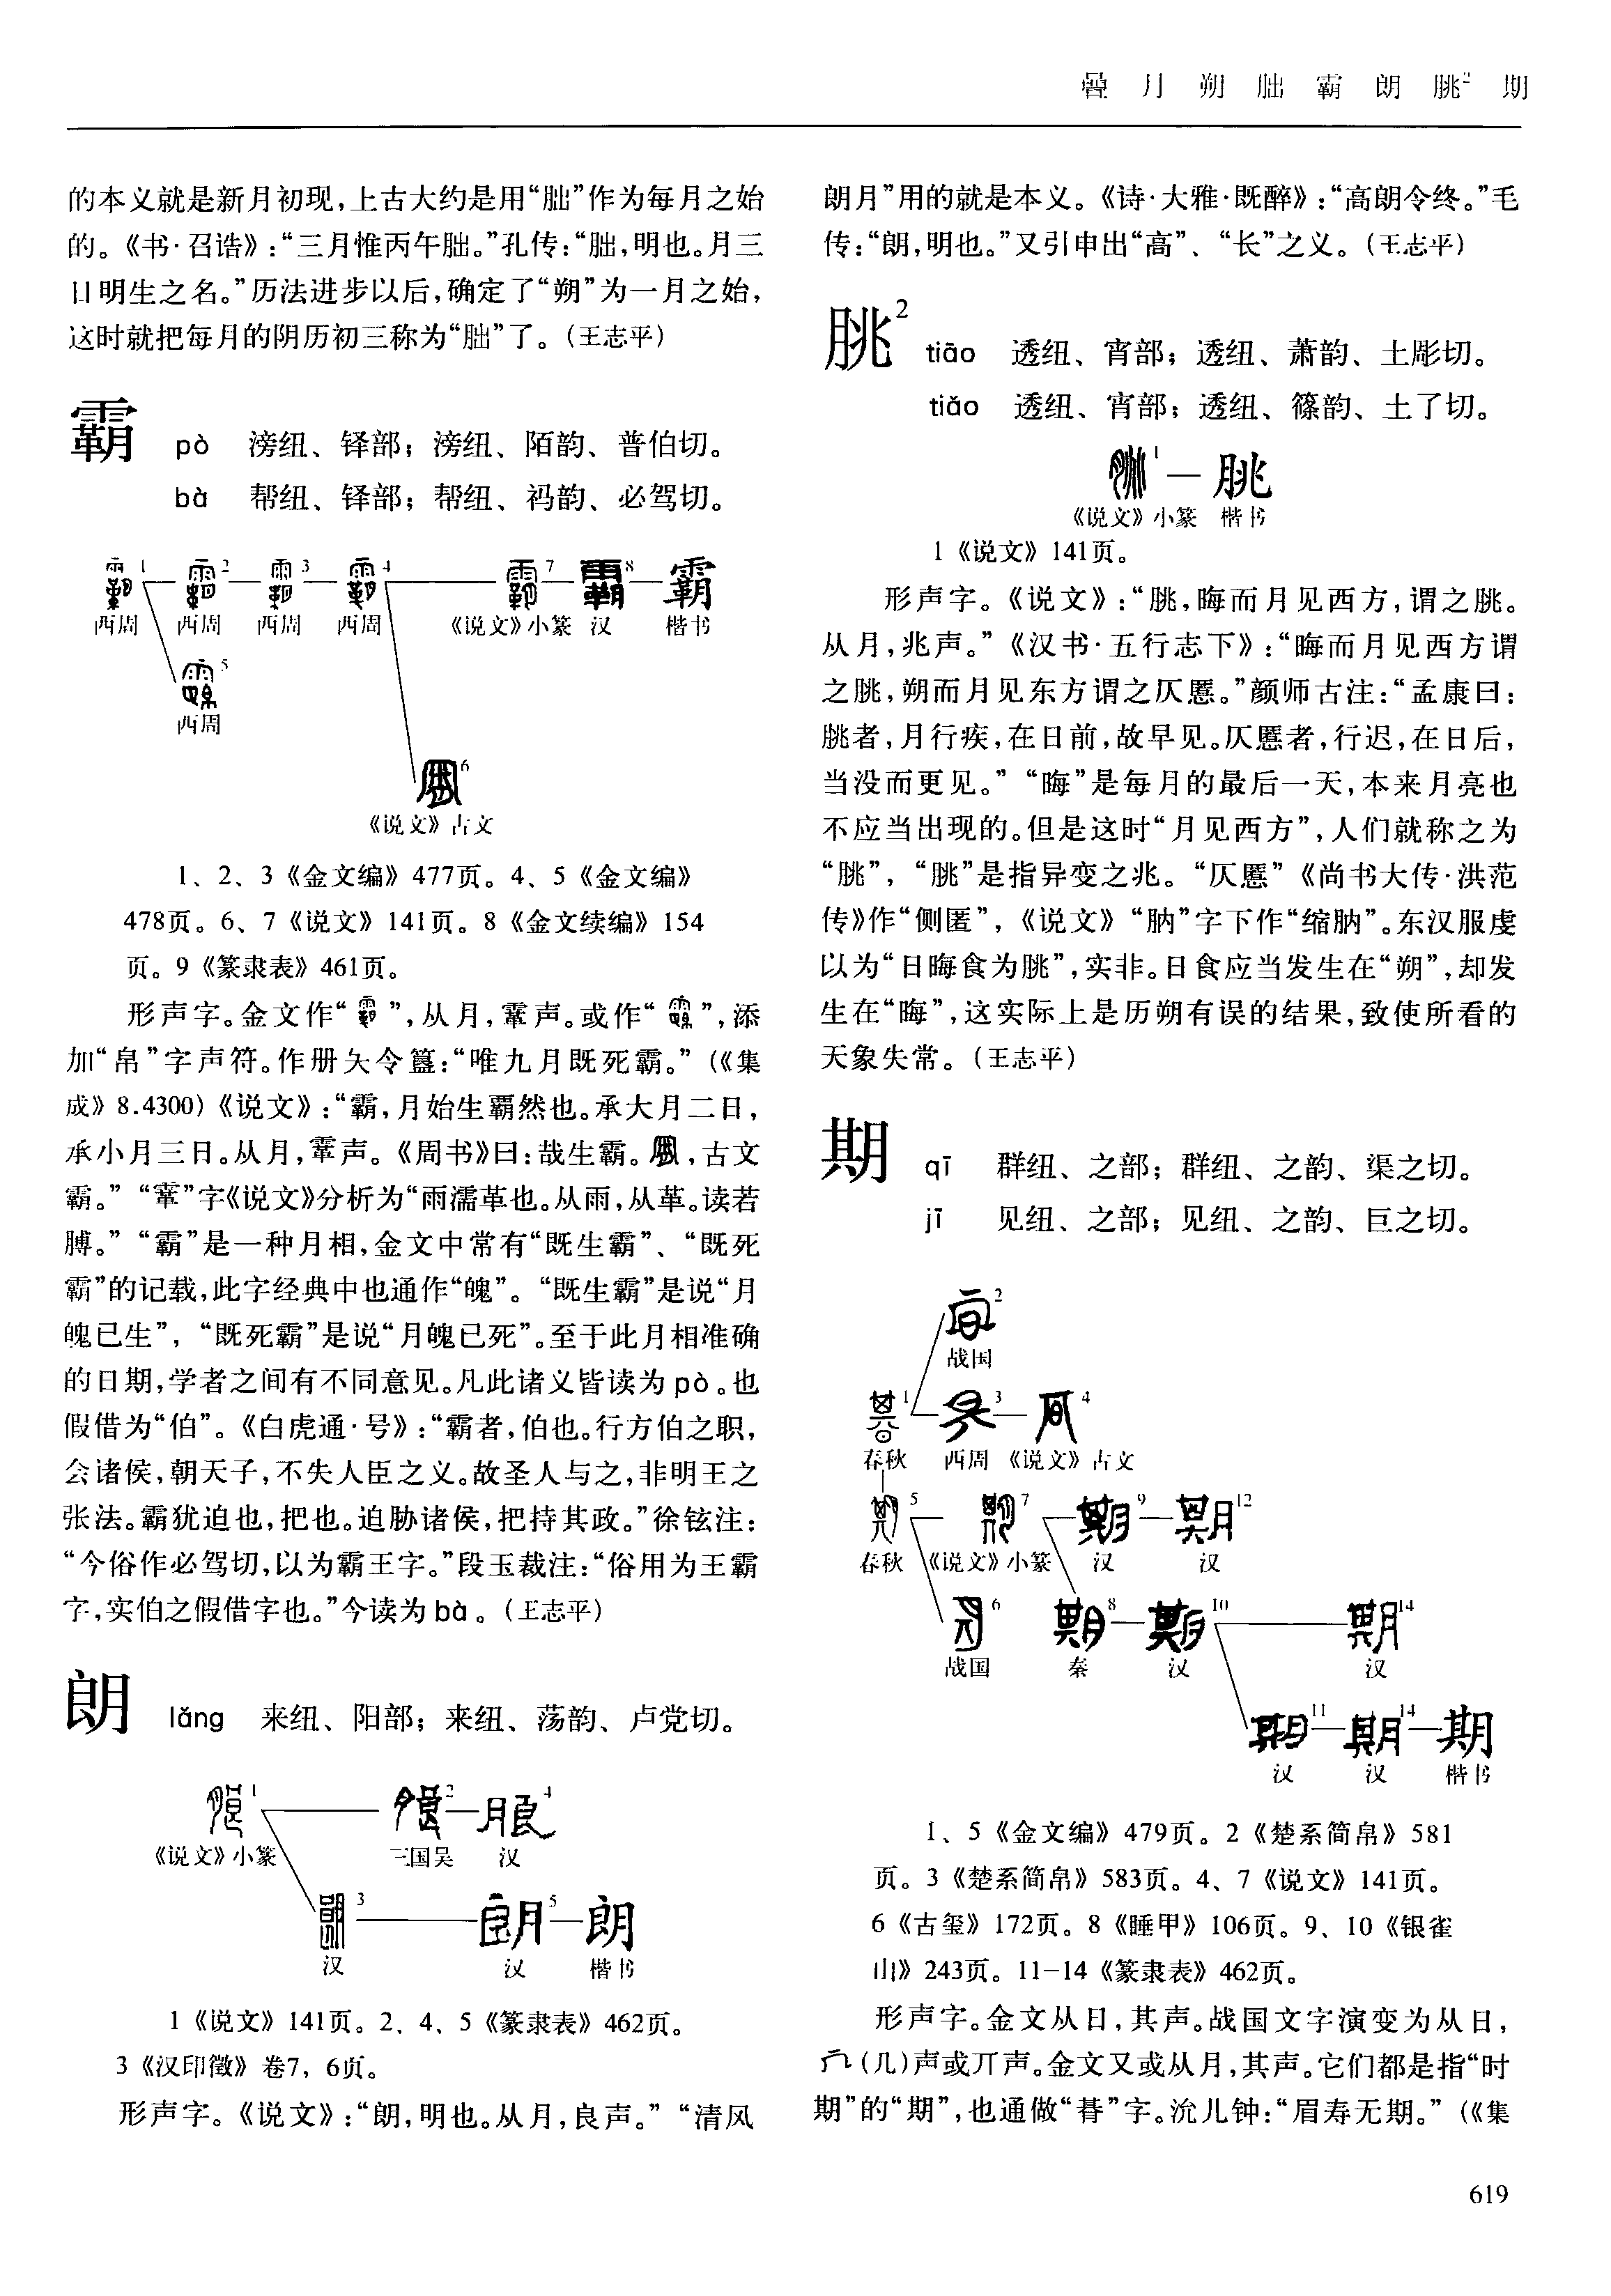 月 朔 朏 霸 朗 朓² 期
的本义就是新月初现，上古大约是用“朏”作为每月之始
的。《书·召诰》：“三月惟丙午朏。”孔传：“朏，明也。月三
日明生之名。”历法进步以后，确定了“朔”为一月之始，
这时就把每月的阴历初三称为“朏”了。（王志平）
霸 pò 滂纽、铎部；滂纽、陌韵、普伯切。
bà 帮纽、铎部；帮纽、祃韵、必驾切。
1 2 3 4 7 8 霸
西周 西周 西周 西周 《说文》小篆 汉 楷书
5
西周
6
《说文》古文
1、2、3《金文编》477页。4、5《金文编》
478页。6、7《说文》141页。8《金文续编》154
页。9《篆隶表》461页。
形声字。金文作“ ”，从月，䨣声。或作“ ”，添
加“帛”字声符。作册夨令簋：“唯九月既死霸。”（《集
成》8.4300）《说文》：“霸，月始生霸然也。承大月二日，
承小月三日。从月，䨣声。《周书》曰：哉生霸。 ，古文
霸。”“䨣”字《说文》分析为“雨濡革也。从雨，从革。读若
膊。”“霸”是一种月相，金文中常有“既生霸”、“既死
霸”的记载，此字经典中也通作“魄”。“既生霸”是说“月
魄已生”，“既死霸”是说“月魄已死”。至于此月相准确
的日期，学者之间有不同意见。凡此诸义皆读为pò。也
假借为“伯”。《白虎通·号》：“霸者，伯也。行方伯之职，
会诸侯，朝天子，不失人臣之义。故圣人与之，非明王之
张法。霸犹迫也，把也。迫胁诸侯，把持其政。”徐铉注：
“今俗作必驾切，以为霸王字。”段玉裁注：“俗用为王霸
字，实伯之假借字也。”今读为bà。（王志平）
朗 lǎng 来纽、阳部；来纽、荡韵、卢党切。
1 2 4
《说文》小篆 三国吴 汉
3 5 朗
汉 汉 楷书
1《说文》141页。2、4、5《篆隶表》462页。
3《汉印徵》卷7，6页。
形声字。《说文》：“朗，明也。从月，良声。”“清风
朗月”用的就是本义。《诗·大雅·既醉》：“高朗令终。”毛
传：“朗，明也。”又引申出“高”、“长”之义。（王志平）
朓² tiāo 透纽、宵部；透纽、萧韵、土彫切。
tiǎo 透纽、宵部；透纽、篠韵、土了切。
1 朓
《说文》小篆 楷书
1《说文》141页。
形声字。《说文》：“朓，晦而月见西方，谓之朓。
从月，兆声。”《汉书·五行志下》：“晦而月见西方谓
之朓，朔而月见东方谓之仄慝。”颜师古注：“孟康曰：
朓者，月行疾，在日前，故早见。仄慝者，行迟，在日后，
当没而更见。”“晦”是每月的最后一天，本来月亮也
不应当出现的。但是这时“月见西方”，人们就称之为
“朓”，“朓”是指异变之兆。“仄慝”《尚书大传·洪范
传》作“侧匿”，《说文》“朒”字下作“缩朒”。东汉服虔
以为“日晦食为朓”，实非。日食应当发生在“朔”，却发
生在“晦”，这实际上是历朔有误的结果，致使所看的
天象失常。（王志平）
期 qī 群纽、之部；群纽、之韵、渠之切。
jī 见纽、之部；见纽、之韵、巨之切。
2
战国
1 3 4
春秋 西周 《说文》古文
5 7 9 12
春秋 《说文》小篆 汉 汉
6 8 10 14
战国 秦 汉 汉
11 14 期
汉 汉 楷书
1、5《金文编》479页。2《楚系简帛》581
页。3《楚系简帛》583页。4、7《说文》141页。
6《古玺》172页。8《睡甲》106页。9、10《银雀
山》243页。11－14《篆隶表》462页。
形声字。金文从日，其声。战国文字演变为从日，
（几）声或丌声。金文又或从月，其声。它们都是指“时
期”的“期”，也通做“朞”字。沇儿钟：“眉寿无期。”（《集
619